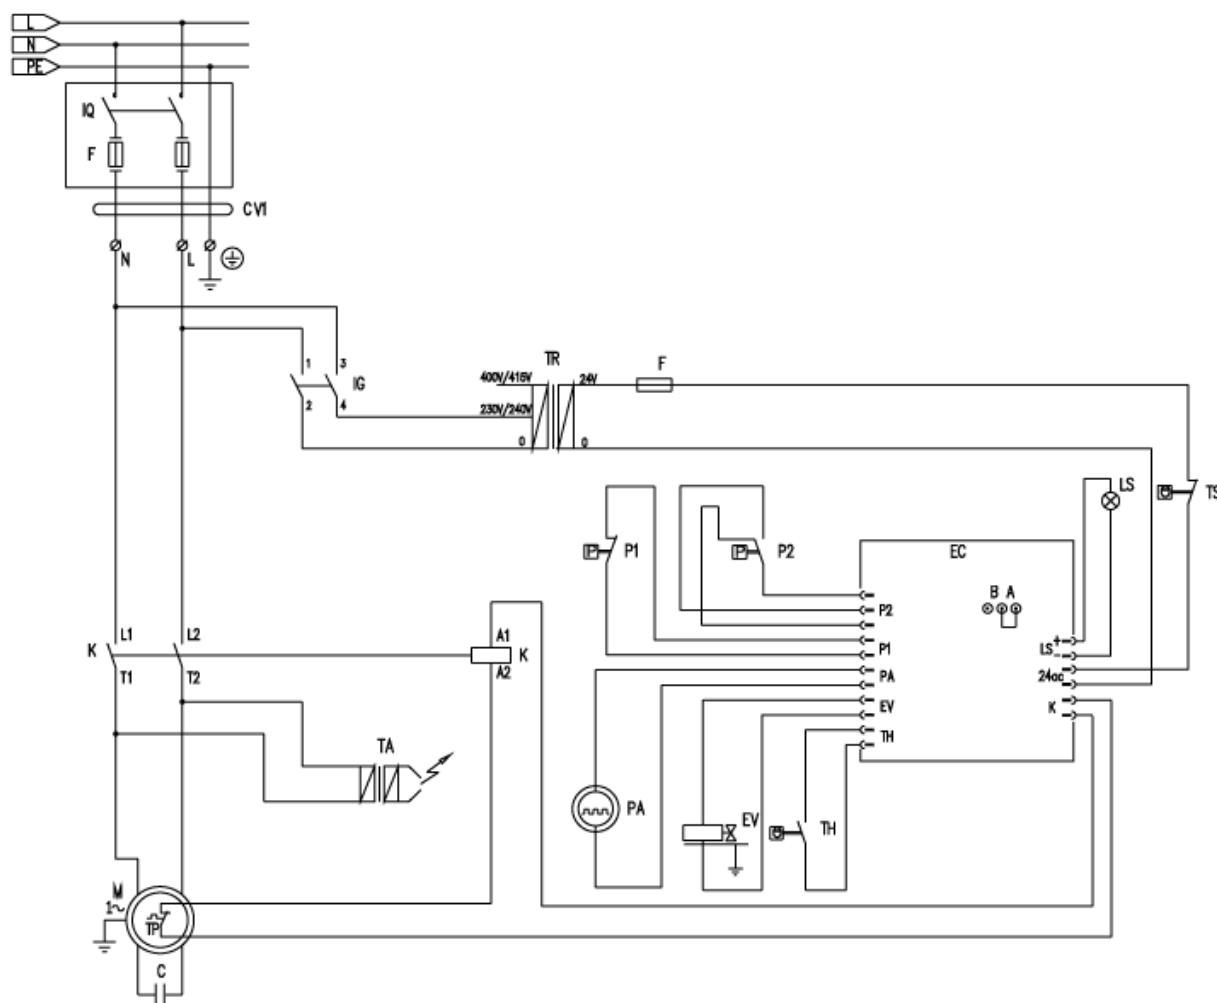 L
N
PE
IQ
F
CV1
N
L
1
3
IG
2
4
TR
400V/415V
24V
F
230V/240V
0
0
LS
TS
P1
P2
EC
B A
P2
L1
L2
K
T1
T2
A1
K
A2
P1
PA
EV
TH
+
LS
-
24ac
K
TA
PA
EV
TH
M
1~
TP
C